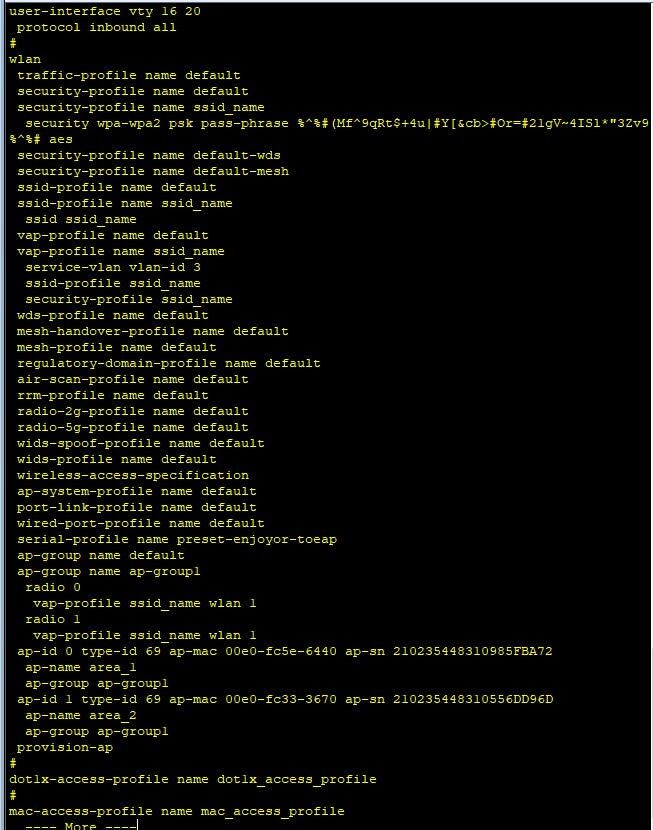 user-interface vty 16 20
protocol inbound all
#
wlan
traffic-profile name default
security-profile name default
security-profile name ssid_name
security wpa-wpa2 psk pass-phrase %^%#(Mf^9qRt$+4u|#Y[&cb>#Or=#21gV~4ISl*"3Zv9
%^%# aes
security-profile name default-wds
security-profile name default-mesh
ssid-profile name default
ssid-profile name ssid_name
ssid ssid_name
vap-profile name default
vap-profile name ssid_name
service-vlan vlan-id 3
ssid-profile ssid_name
security-profile ssid_name
wds-profile name default
mesh-handover-profile name default
mesh-profile name default
regulatory-domain-profile name default
air-scan-profile name default
rrm-profile name default
radio-2g-profile name default
radio-5g-profile name default
wids-spoof-profile name default
wids-profile name default
wireless-access-specification
ap-system-profile name default
port-link-profile name default
wired-port-profile name default
serial-profile name preset-enjoyor-toeap
ap-group name default
ap-group name ap-group1
radio 0
vap-profile ssid_name wlan 1
radio 1
vap-profile ssid_name wlan 1
ap-id 0 type-id 69 ap-mac 00e0-fc5e-6440 ap-sn 210235448310985FBA72
ap-name area_1
ap-group ap-group1
ap-id 1 type-id 69 ap-mac 00e0-fc33-3670 ap-sn 210235448310556DD96D
ap-name area_2
ap-group ap-group1
provision-ap
#
dot1x-access-profile name dot1x_access_profile
#
mac-access-profile name mac_access_profile
---- More ----